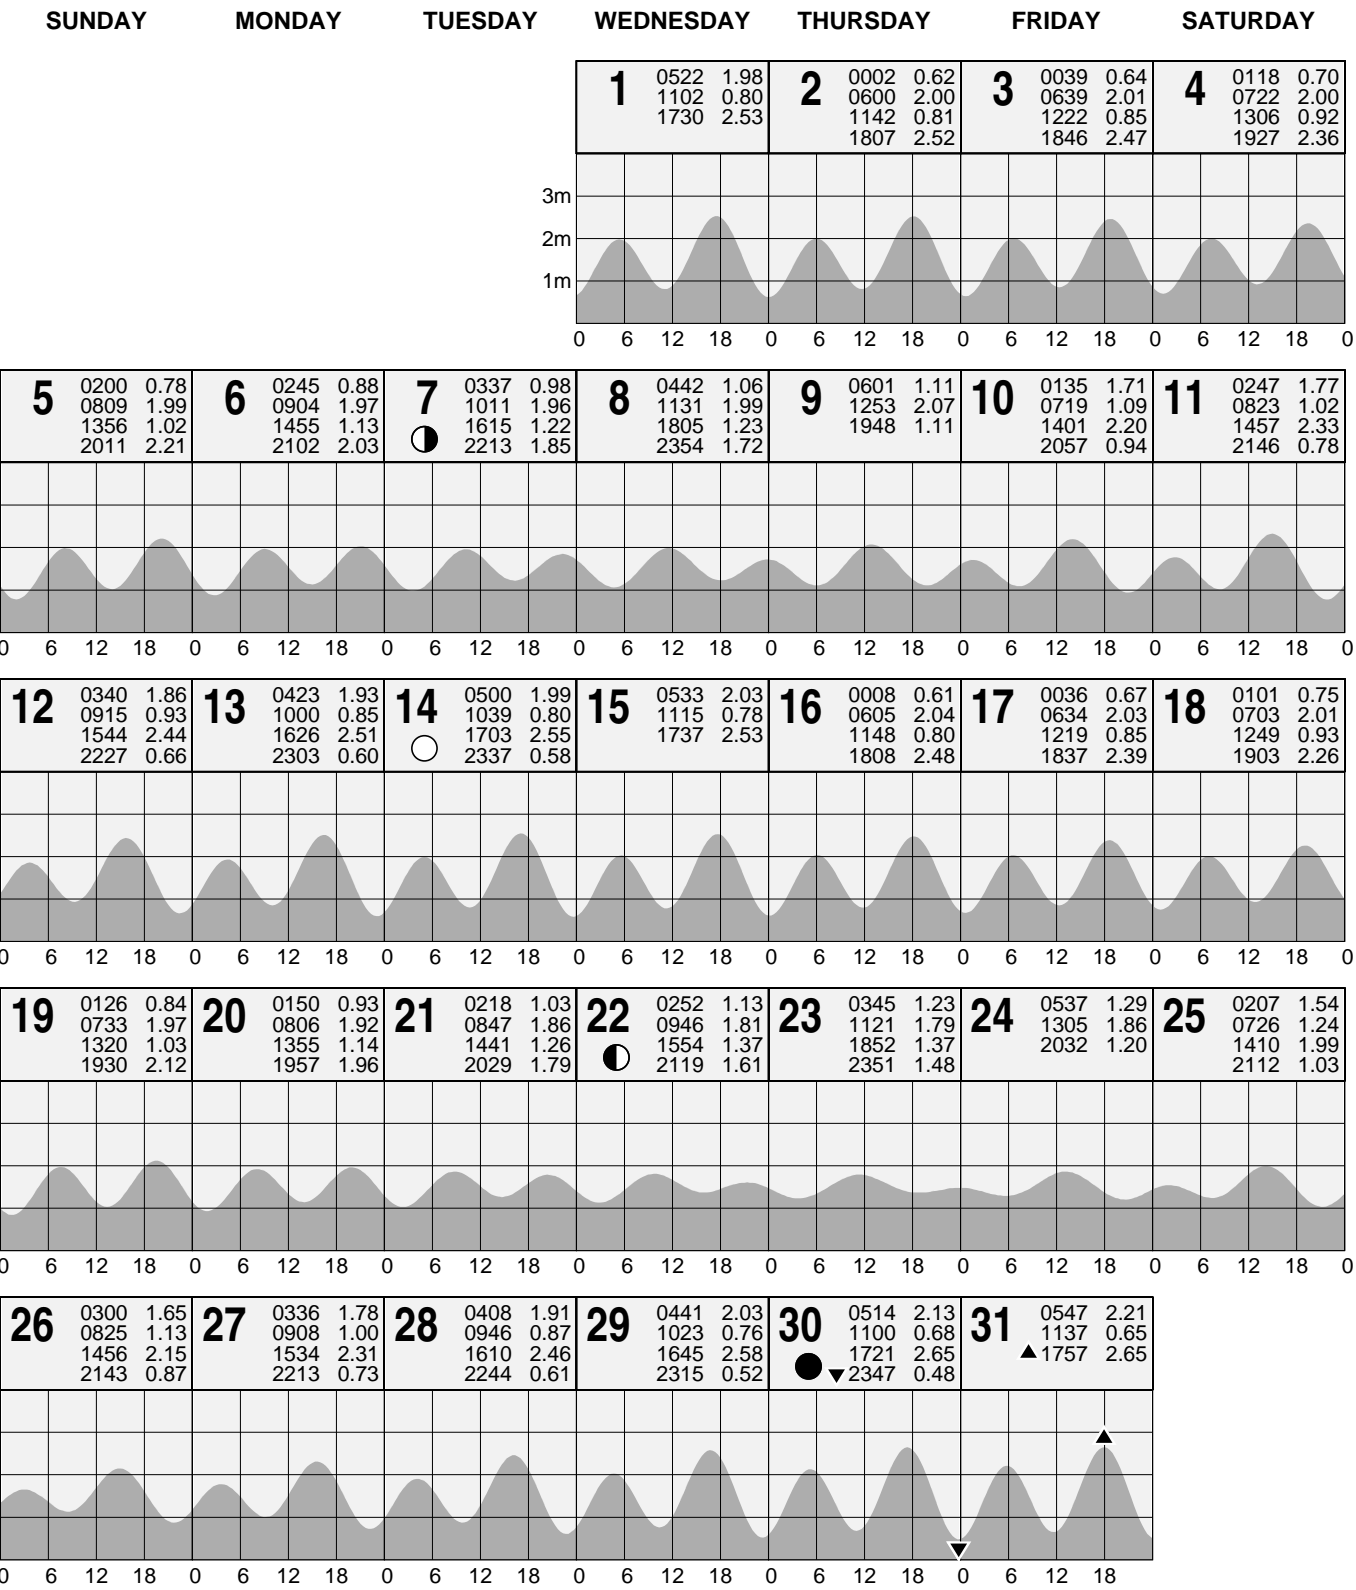 SUNDAY MONDAY TUESDAY WEDNESDAY THURSDAY FRIDAY SATURDAY
1 0522 1.98 2 0002 0.62 3 0039 0.64 4 0118 0.70
1102 0.80 0600 2.00 0639 2.01 0722 2.00
1730 2.53 1142 0.81 1222 0.85 1306 0.92
1807 2.52 1846 2.47 1927 2.36
3m
2m
1m
0 6 12 18 0 6 12 18 0 6 12 18 0 6 12 18 0
5 0200 0.78 6 0245 0.88 7 0337 0.98 8 0442 1.06 9 0601 1.11 10 0135 1.71 11 0247 1.77
0809 1.99 0904 1.97 1011 1.96 1131 1.99 1253 2.07 0719 1.09 0823 1.02
1356 1.02 1455 1.13 1615 1.22 1805 1.23 1948 1.11 1401 2.20 1457 2.33
2011 2.21 2102 2.03 2213 1.85 2354 1.72 2057 0.94 2146 0.78
0 6 12 18 0 6 12 18 0 6 12 18 0 6 12 18 0 6 12 18 0 6 12 18 0 6 12 18 0
12 0340 1.86 13 0423 1.93 14 0500 1.99 15 0533 2.03 16 0008 0.61 17 0036 0.67 18 0101 0.75
0915 0.93 1000 0.85 1039 0.80 1115 0.78 0605 2.04 0634 2.03 0703 2.01
1544 2.44 1626 2.51 1703 2.55 1737 2.53 1148 0.80 1219 0.85 1249 0.93
2227 0.66 2303 0.60 2337 0.58 1808 2.48 1837 2.39 1903 2.26
0 6 12 18 0 6 12 18 0 6 12 18 0 6 12 18 0 6 12 18 0 6 12 18 0 6 12 18 0
19 0126 0.84 20 0150 0.93 21 0218 1.03 22 0252 1.13 23 0345 1.23 24 0537 1.29 25 0207 1.54
0733 1.97 0806 1.92 0847 1.86 0946 1.81 1121 1.79 1305 1.86 0726 1.24
1320 1.03 1355 1.14 1441 1.26 1554 1.37 1852 1.37 2032 1.20 1410 1.99
1930 2.12 1957 1.96 2029 1.79 2119 1.61 2351 1.48 2112 1.03
0 6 12 18 0 6 12 18 0 6 12 18 0 6 12 18 0 6 12 18 0 6 12 18 0 6 12 18 0
26 0300 1.65 27 0336 1.78 28 0408 1.91 29 0441 2.03 30 0514 2.13 31 0547 2.21
0825 1.13 0908 1.00 0946 0.87 1023 0.76 1100 0.68 1137 0.65
1456 2.15 1534 2.31 1610 2.46 1645 2.58 1721 2.65 1757 2.65
2143 0.87 2213 0.73 2244 0.61 2315 0.52 2347 0.48
0 6 12 18 0 6 12 18 0 6 12 18 0 6 12 18 0 6 12 18 0 6 12 18